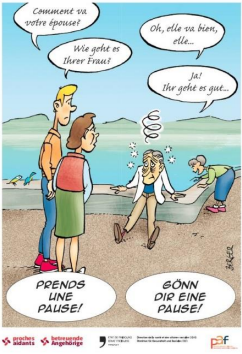 Comment va
votre épouse?
Wie geht es
Ihrer Frau?
Oh, elle va bien,
elle...
Ja!
Ihr geht es gut...
PRENDS
UNE
PAUSE!
GÖNN
DIR EINE
PAUSE!
proches
aidants
betreuende
Angehörige
paf